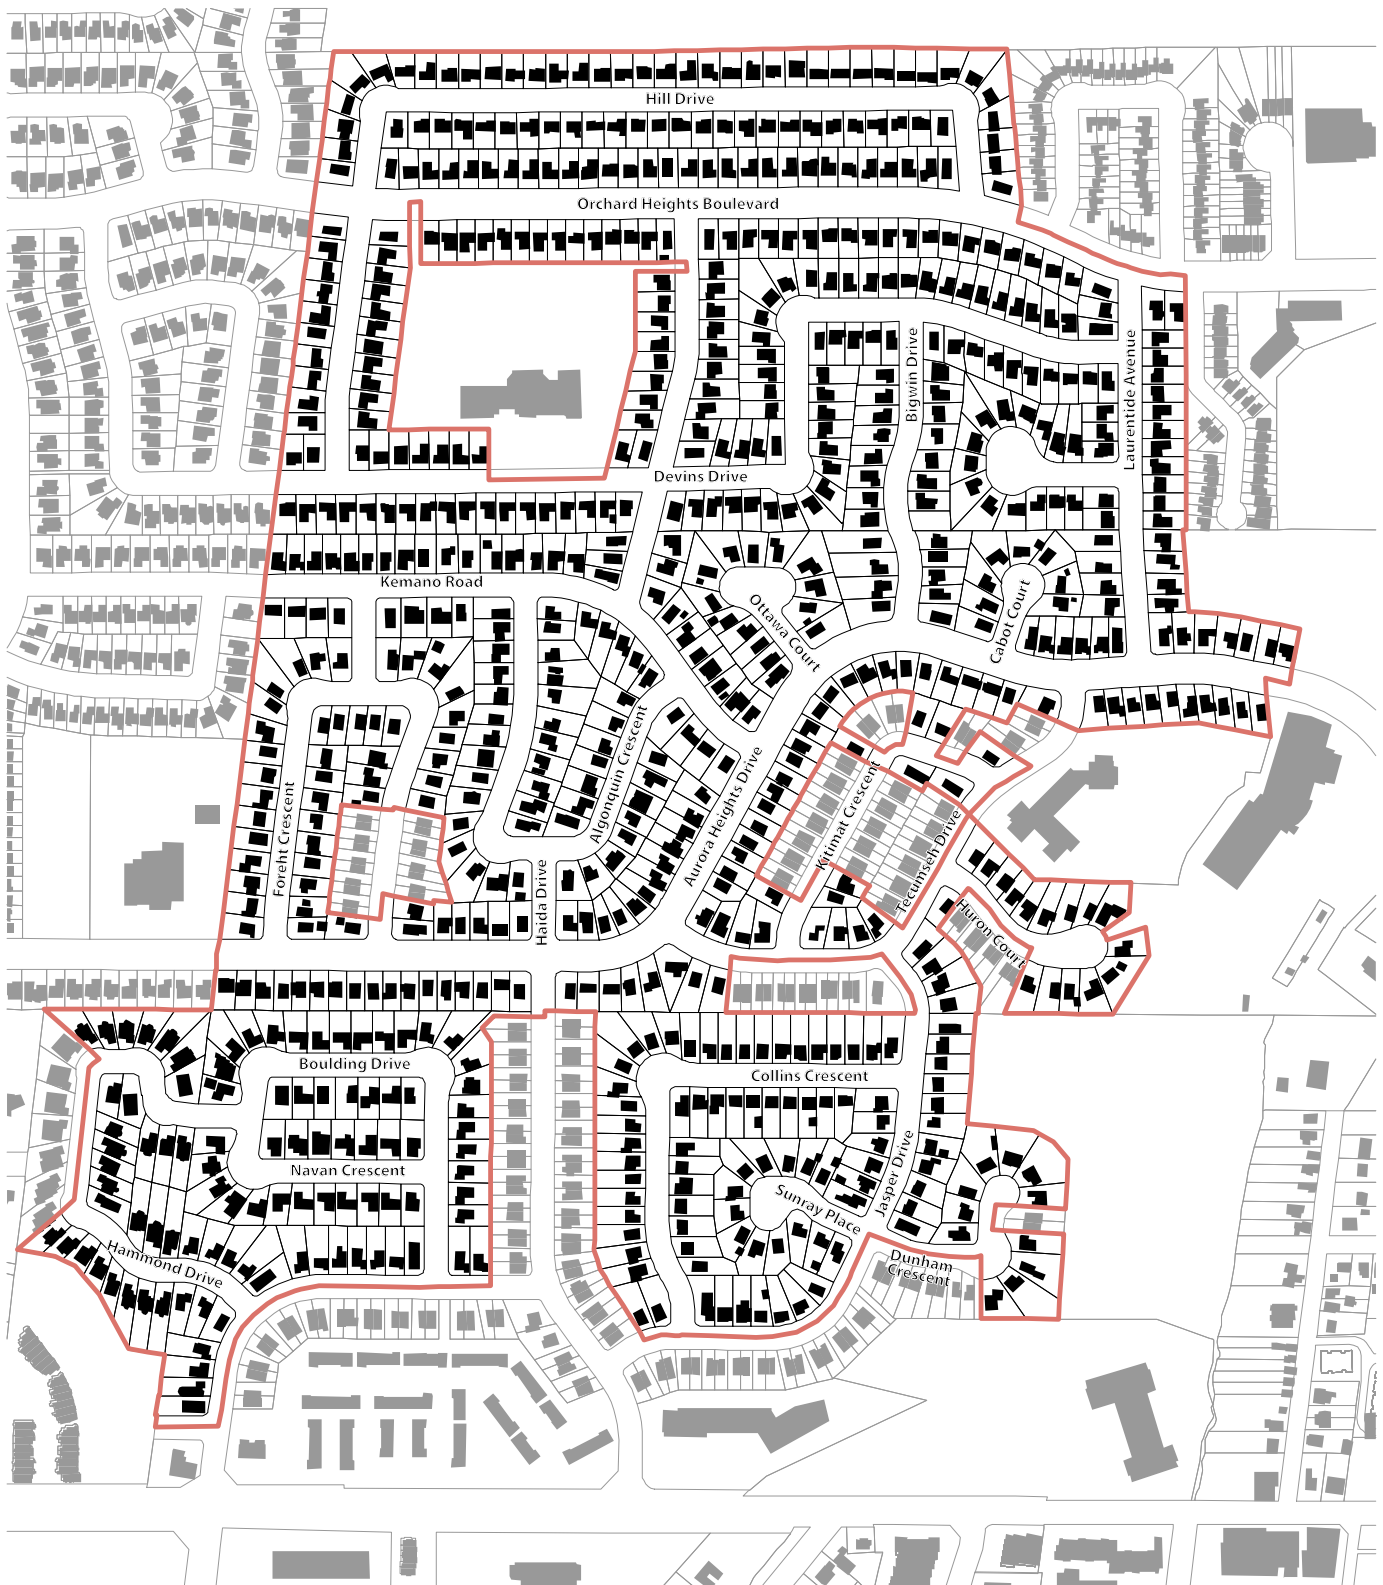 Hill Drive
Orchard Heights Boulevard
Bigwin Drive
Laurentide Avenue
Devins Drive
Kemano Road
Ottawa Court
Cabot Court
Algonquin Crescent
Aurora Heights Drive
Kitimat Crescent
Tecumseh Drive
Foreht Crescent
Haida Drive
Huron Court
Boulding Drive
Collins Crescent
Navan Crescent
Jasper Drive
Sunray Place
Hammond Drive
Dunham
Crescent